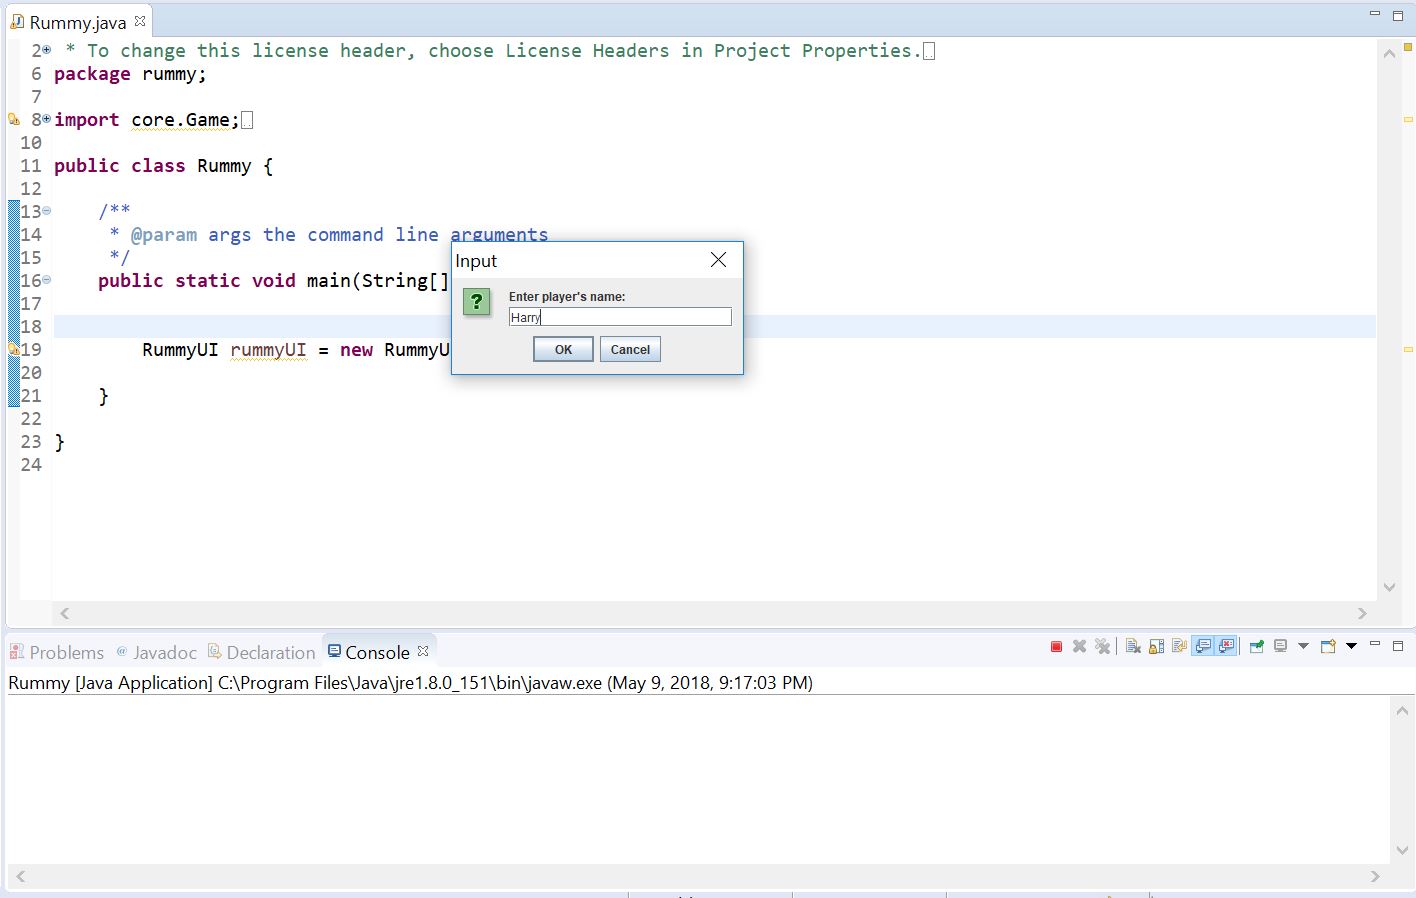 Rummy.java
2 * To change this license header, choose License Headers in Project Properties.
6 package rummy;
7
8 import core.Game;
10
11 public class Rummy {
12
13 /**
14 * @param args the command line arguments
15 */
16 public static void main(String[]
17
18
19 RummyUI rummyUI = new RummyU
20
21 }
22
23 }
24
Input
Enter player's name:
Harry
OK Cancel
Problems @ Javadoc Declaration Console
Rummy [Java Application] C:\Program Files\Java\jre1.8.0_151\bin\javaw.exe (May 9, 2018, 9:17:03 PM)